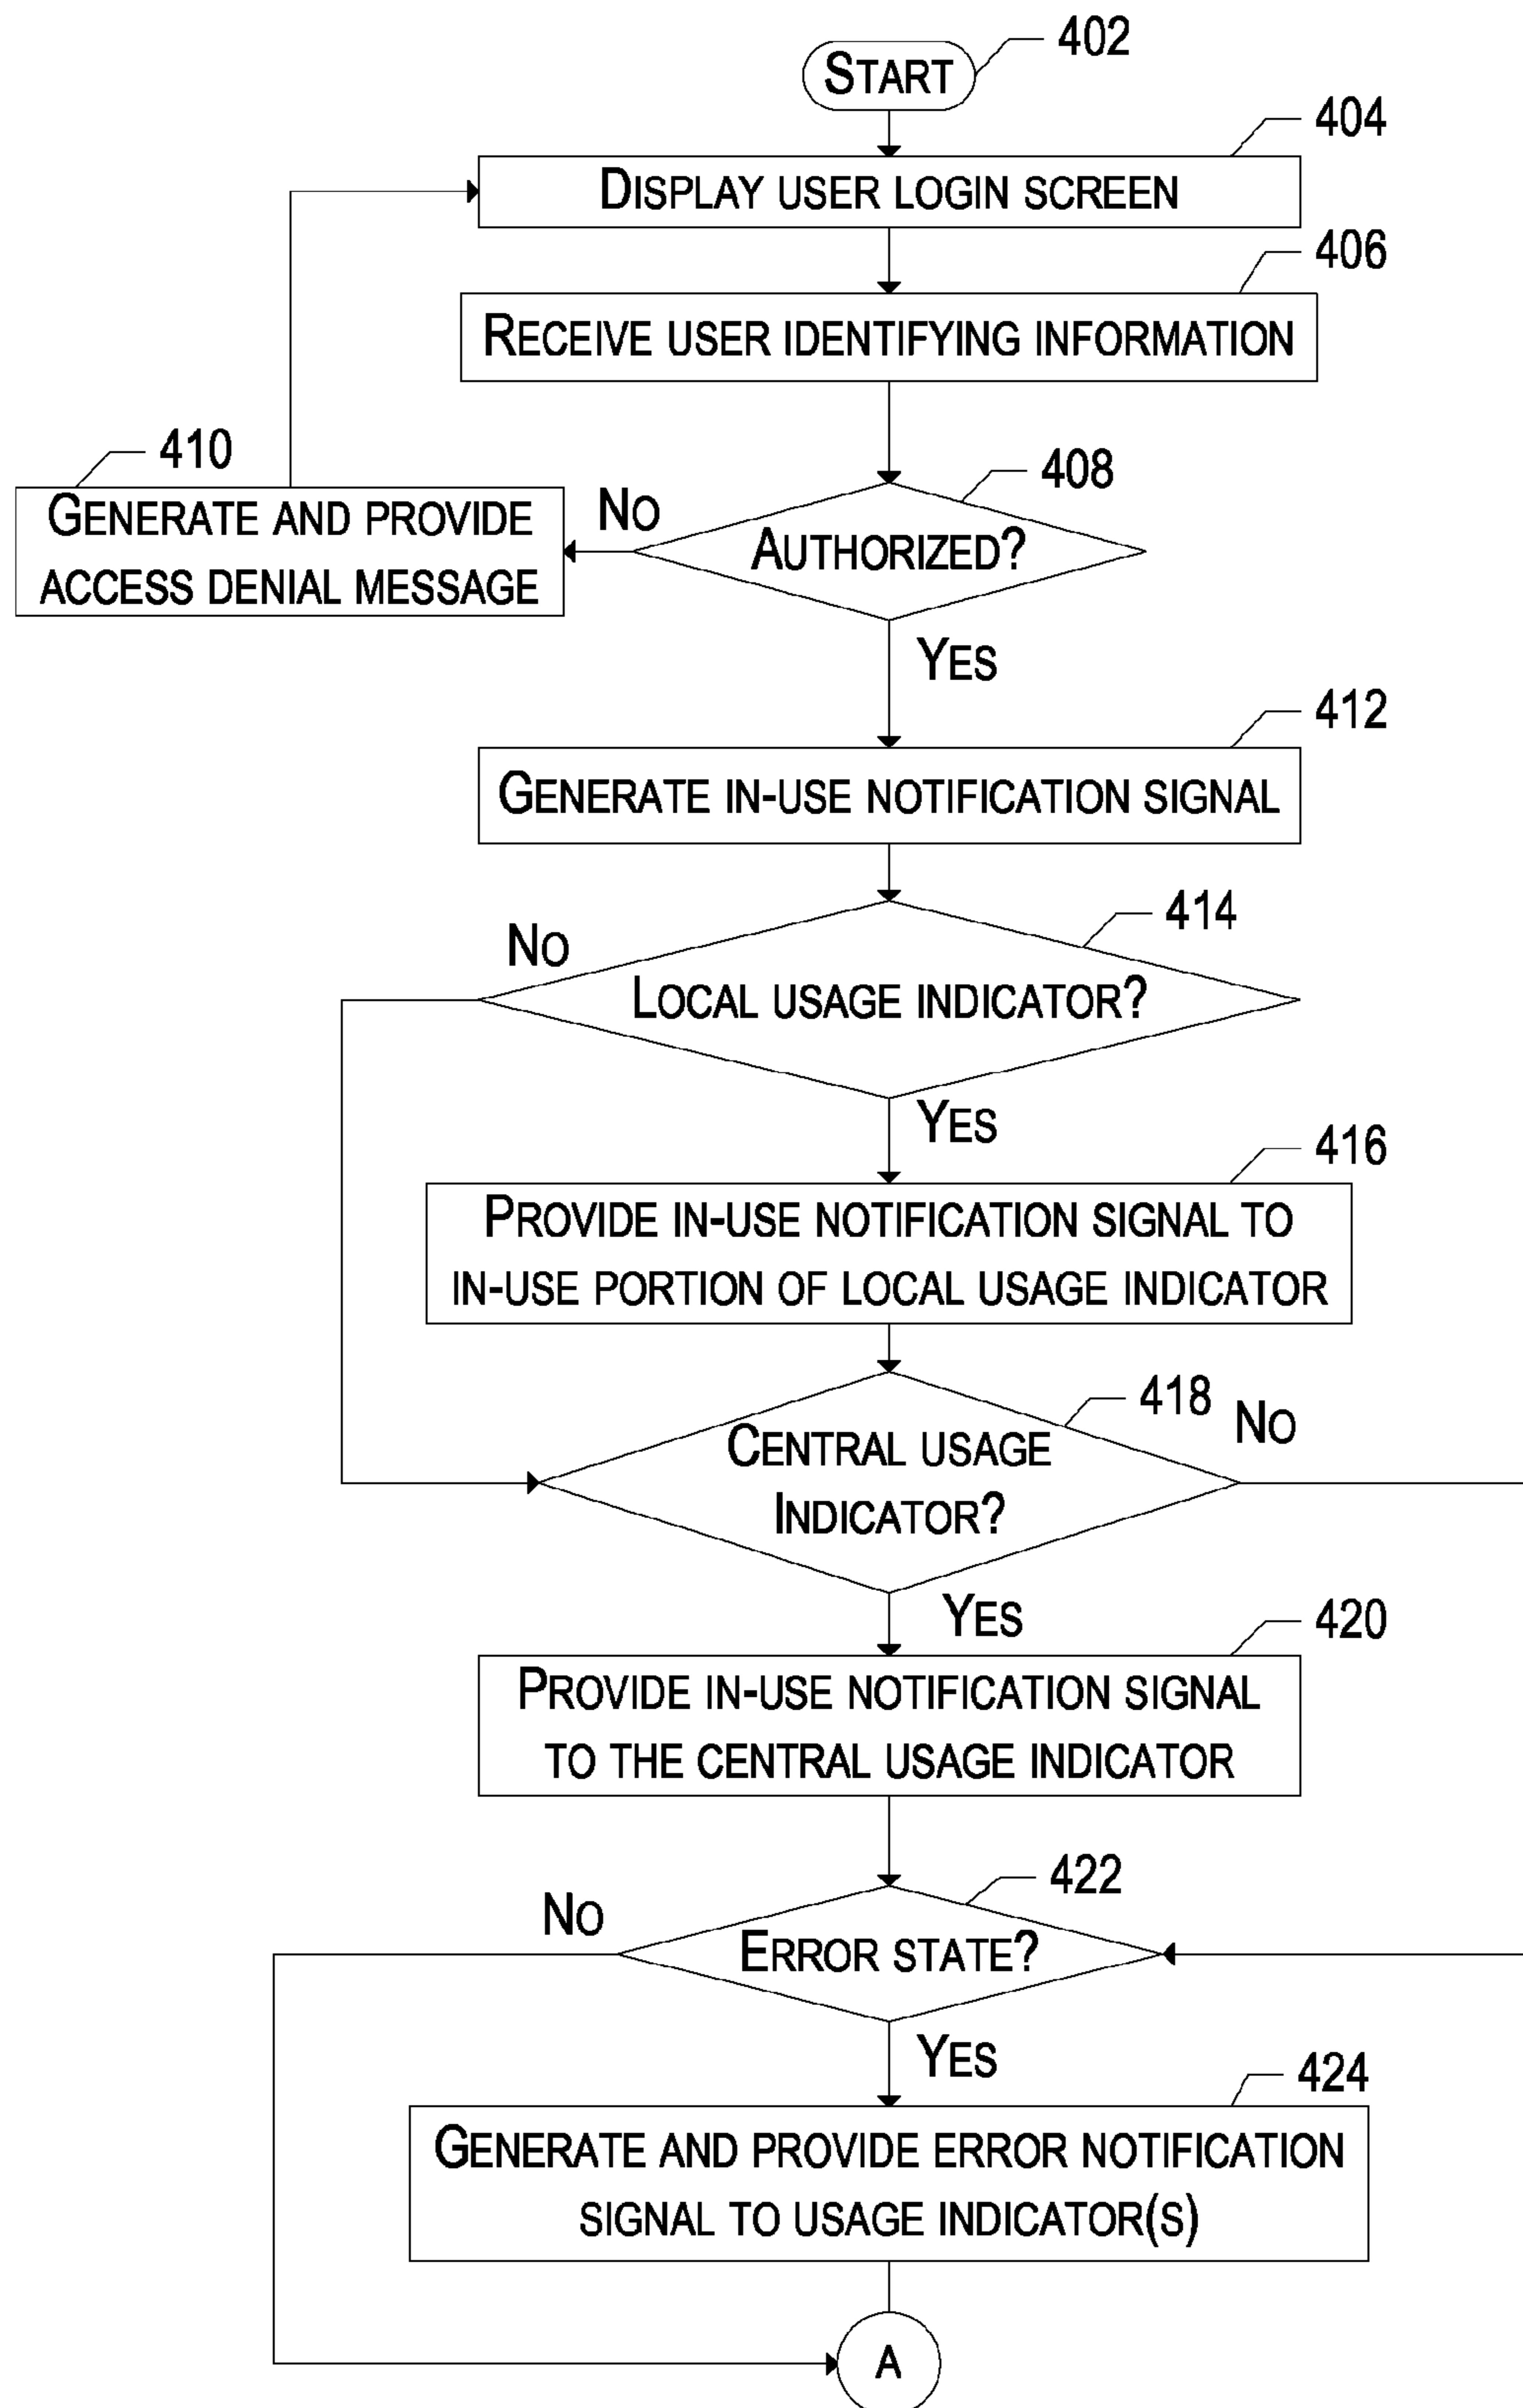 START
402
404
DISPLAY USER LOGIN SCREEN
406
RECEIVE USER IDENTIFYING INFORMATION
410
GENERATE AND PROVIDE
ACCESS DENIAL MESSAGE
NO
408
AUTHORIZED?
YES
412
GENERATE IN-USE NOTIFICATION SIGNAL
414
NO
LOCAL USAGE INDICATOR?
YES
416
PROVIDE IN-USE NOTIFICATION SIGNAL TO
IN-USE PORTION OF LOCAL USAGE INDICATOR
418
NO
CENTRAL USAGE
INDICATOR?
YES
420
PROVIDE IN-USE NOTIFICATION SIGNAL
TO THE CENTRAL USAGE INDICATOR
422
NO
ERROR STATE?
YES
424
GENERATE AND PROVIDE ERROR NOTIFICATION
SIGNAL TO USAGE INDICATOR(S)
A